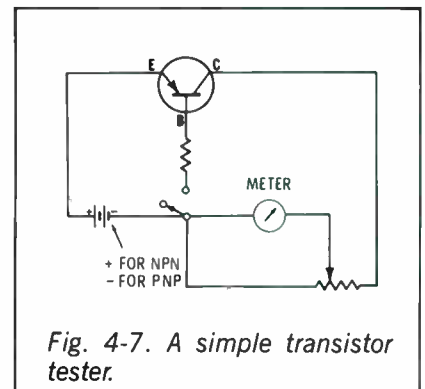 E C
B
METER
+ -
+ FOR NPN
- FOR PNP
Fig. 4-7. A simple transistor
tester.